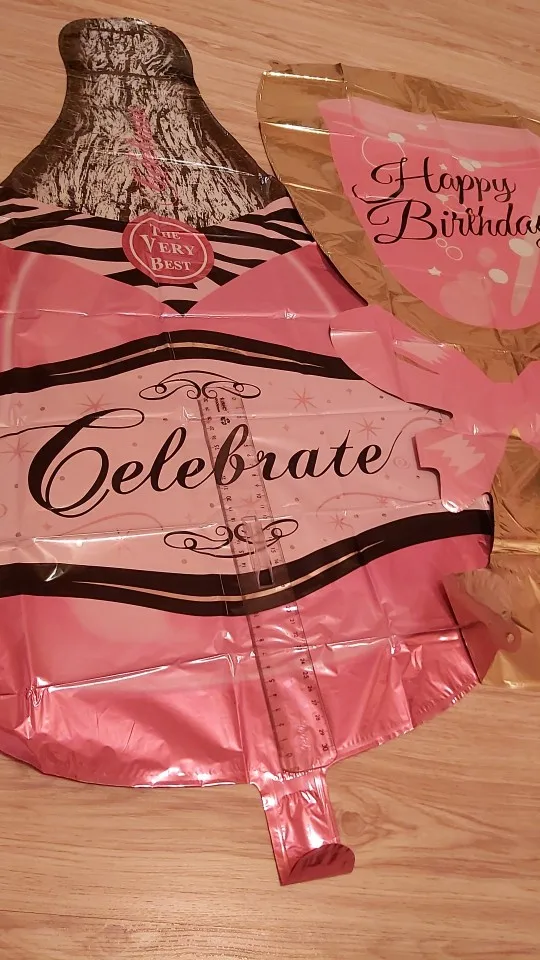 THE
VERY
BEST
Happy
Birthday
Celebrate